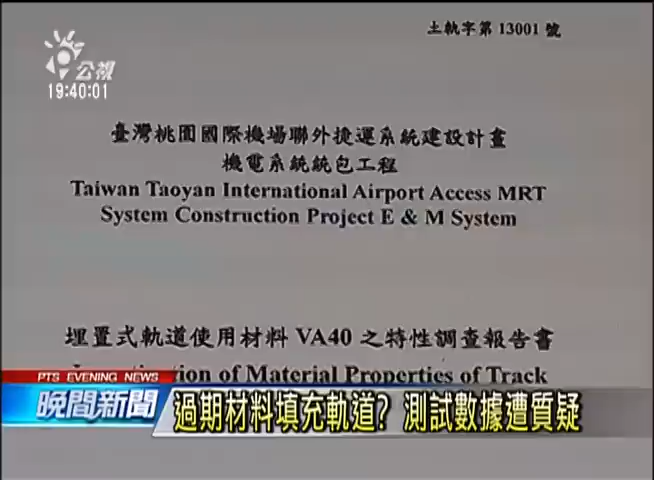 土軌字第 13001 號
公視
19:40:01
臺灣桃園國際機場聯外捷運系統建設計畫
機電系統統包工程
Taiwan Taoyan International Airport Access MRT
System Construction Project E & M System
埋置式軌道使用材料 VA40 之特性調查報告書
of Material Properties of Track
PTS EVENING NEWS
晚間新聞
過期材料填充軌道? 測試數據遭質疑